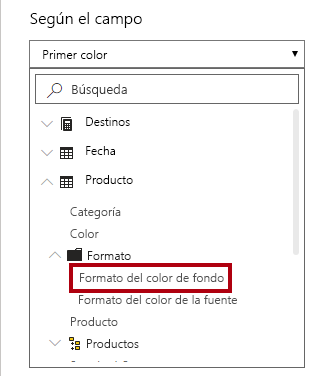 Según el campo
Primer color
Búsqueda
Destinos
Fecha
Producto
Categoría
Color
Formato
Formato del color de fondo
Formato del color de la fuente
Producto
Productos